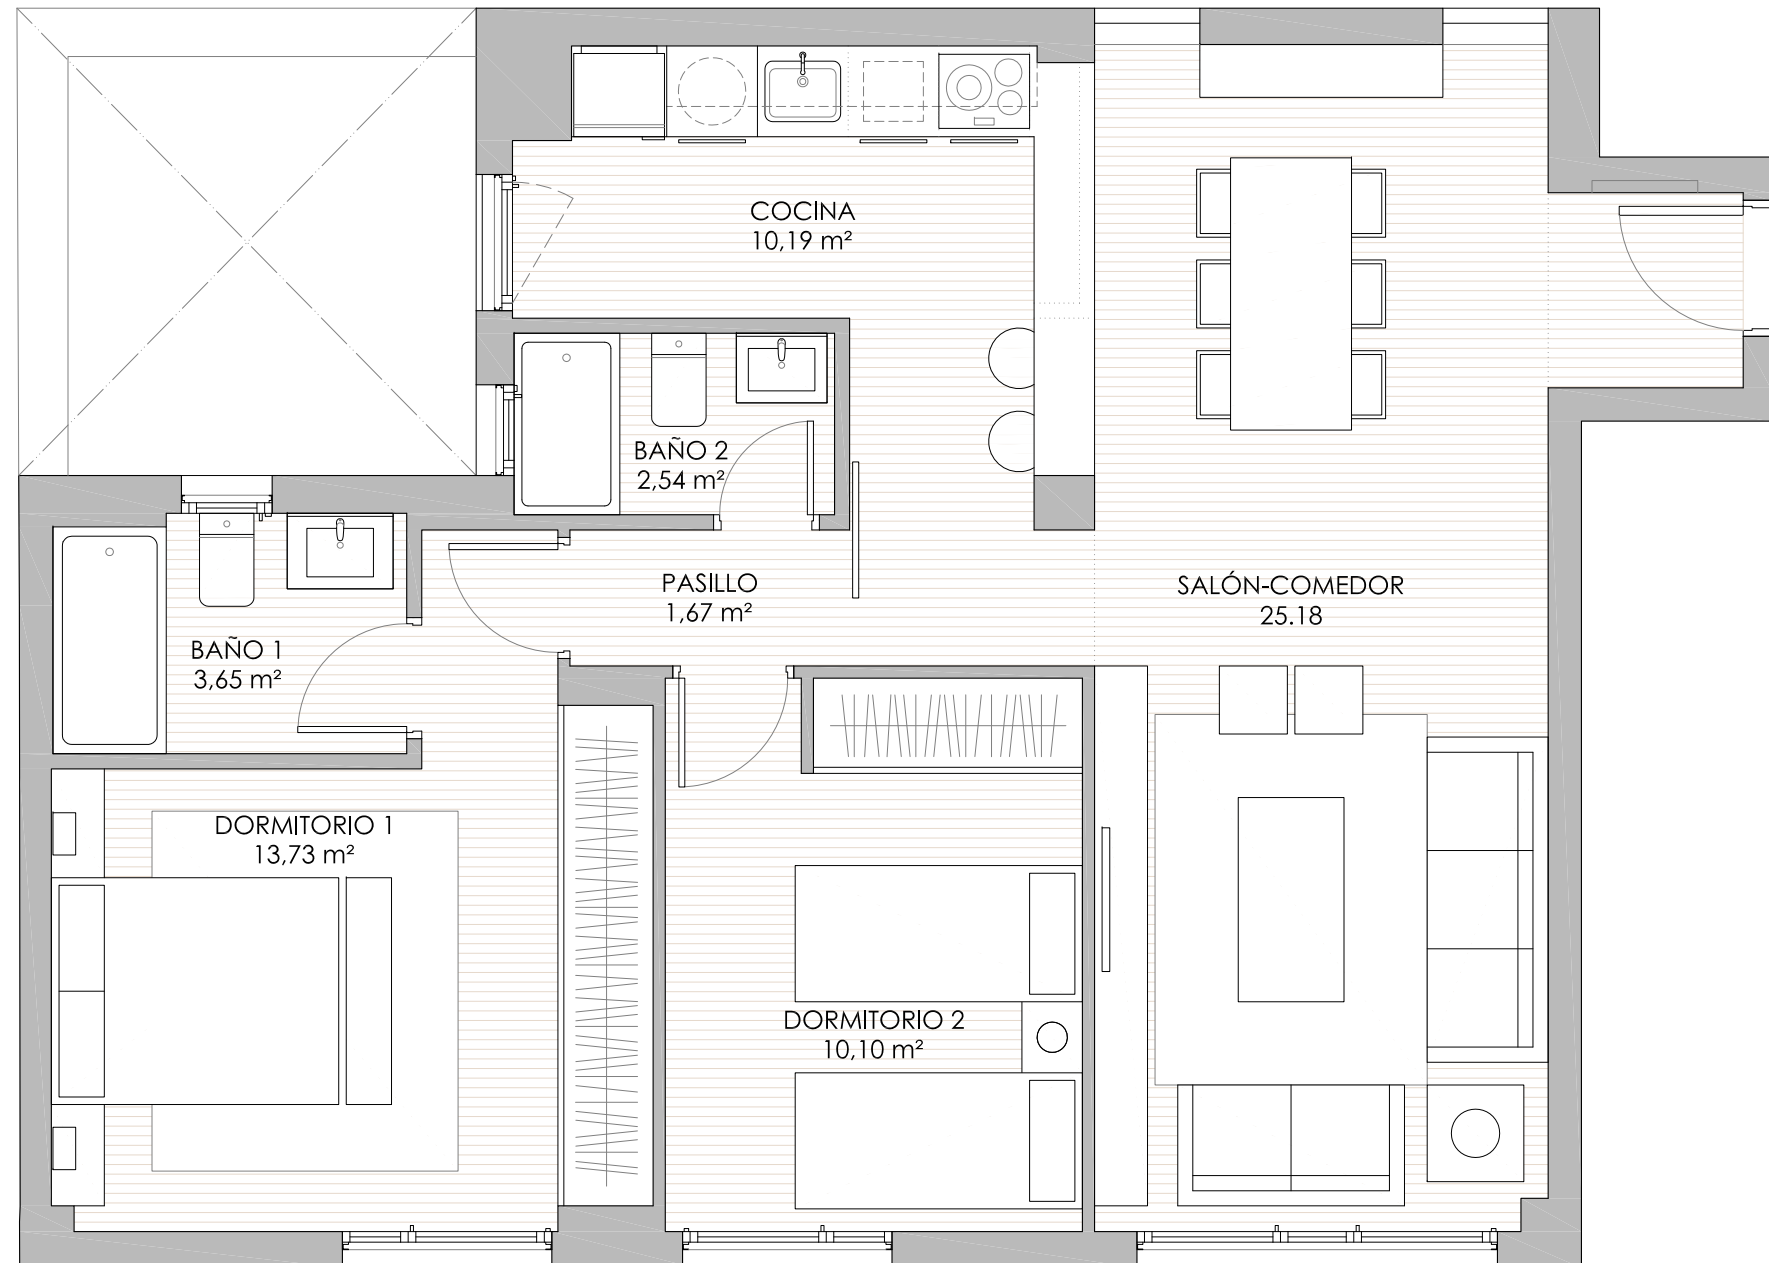 COCINA
10,19 m²
BAÑO 2
2,54 m²
PASILLO
1,67 m²
SALÓN-COMEDOR
25.18
BAÑO 1
3,65 m²
DORMITORIO 1
13,73 m²
DORMITORIO 2
10,10 m²